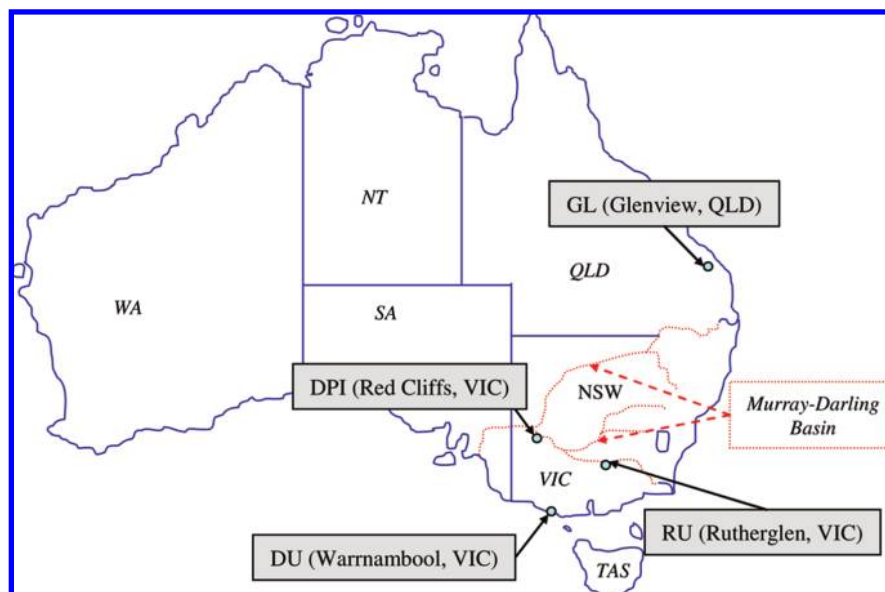 GL (Glenview, QLD)
NT
QLD
WA
SA
DPI (Red Cliffs, VIC)
NSW
Murray-Darling
Basin
VIC
RU (Rutherglen, VIC)
DU (Warrnambool, VIC)
TAS